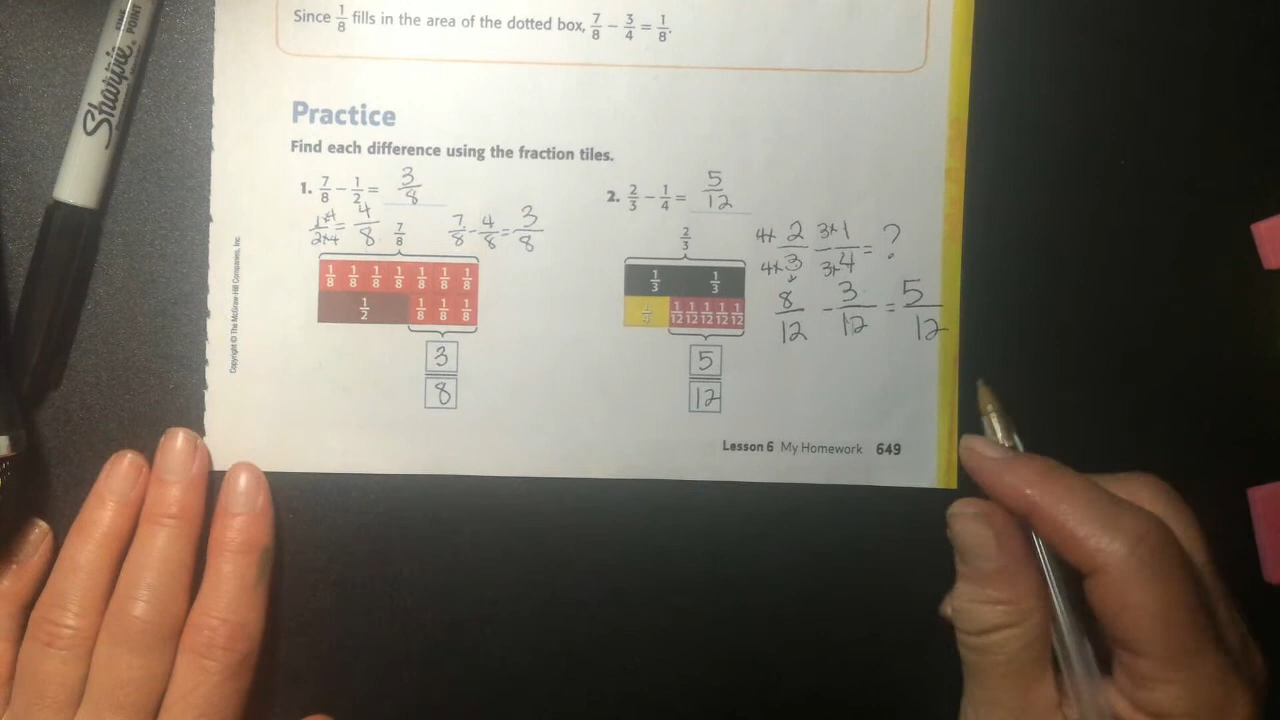 Since 1/8 fills in the area of the dotted box, 7/8 − 3/4 = 1/8.
Practice
Find each difference using the fraction tiles.
1. 7/8 − 1/2 = 3/8
1×4/2×4 = 4/8
7/8 - 4/8 = 3/8
7/8
1/8 1/8 1/8 1/8 1/8 1/8 1/8
1/2 1/8 1/8 1/8
3/8
2. 2/3 − 1/4 = 5/12
4× 2/4× 3 - 3× 1/3× 4 = ?
8/12 - 3/12 = 5/12
2/3
1/3 1/3
1/4 1/12 1/12 1/12 1/12 1/12
5/12
Lesson 6 My Homework 649
Copyright © The McGraw-Hill Companies, Inc.
Sharpie
FINE POINT